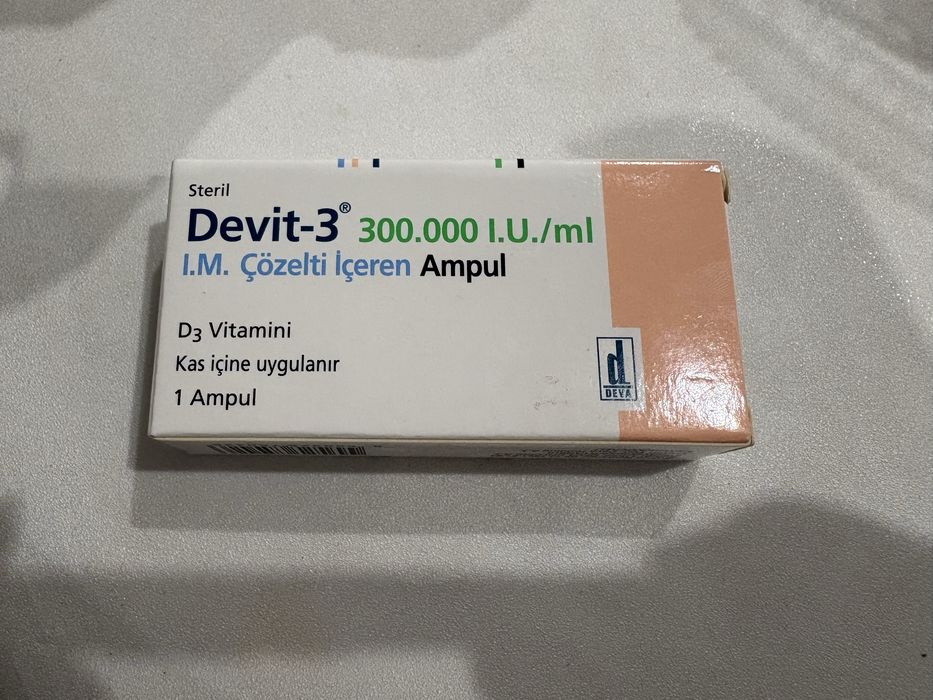 Steril
Devit-3® 300.000 I.U./ml
I.M. Çözelti İçeren Ampul
D3 Vitamini
Kas içine uygulanır
1 Ampul
d
DEVA